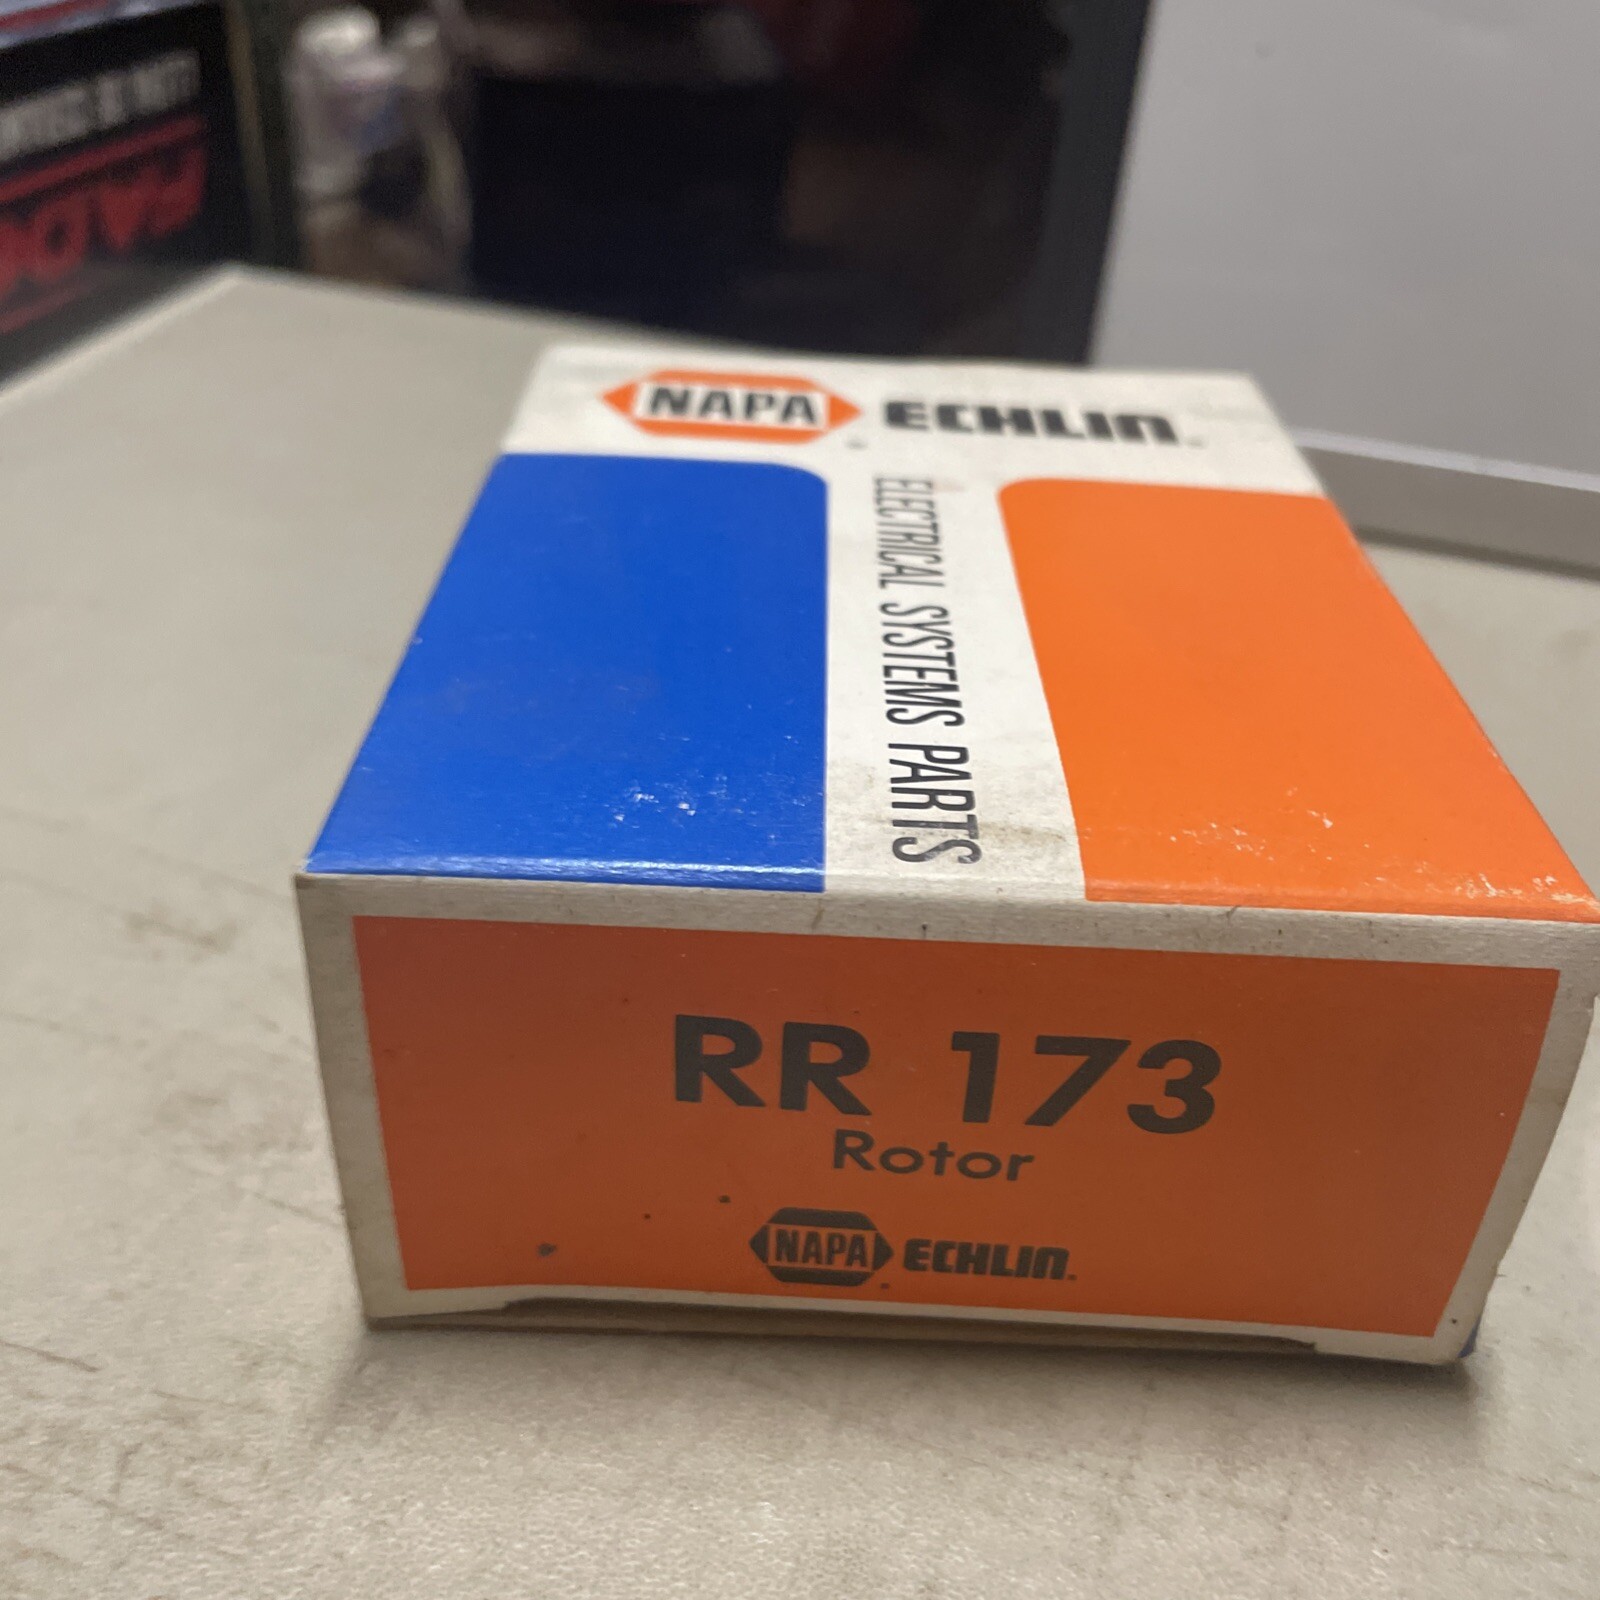 NAPA ECHLIN
ELECTRICAL SYSTEMS PARTS
RR 173
Rotor
NAPA ECHLIN